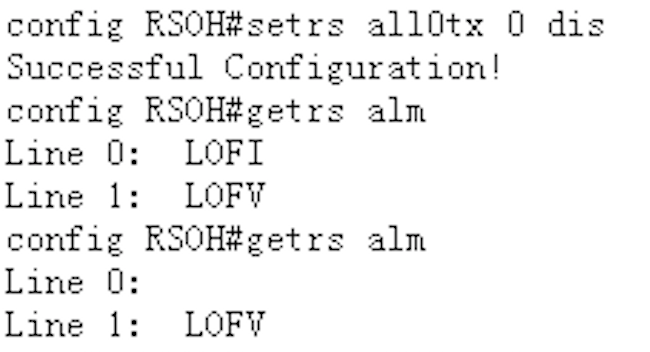 config RSOH#setrs all0tx 0 dis
Successful Configuration!
config RSOH#getrs alm
Line 0:  LOFI
Line 1:  LOFV
config RSOH#getrs alm
Line 0:
Line 1:  LOFV